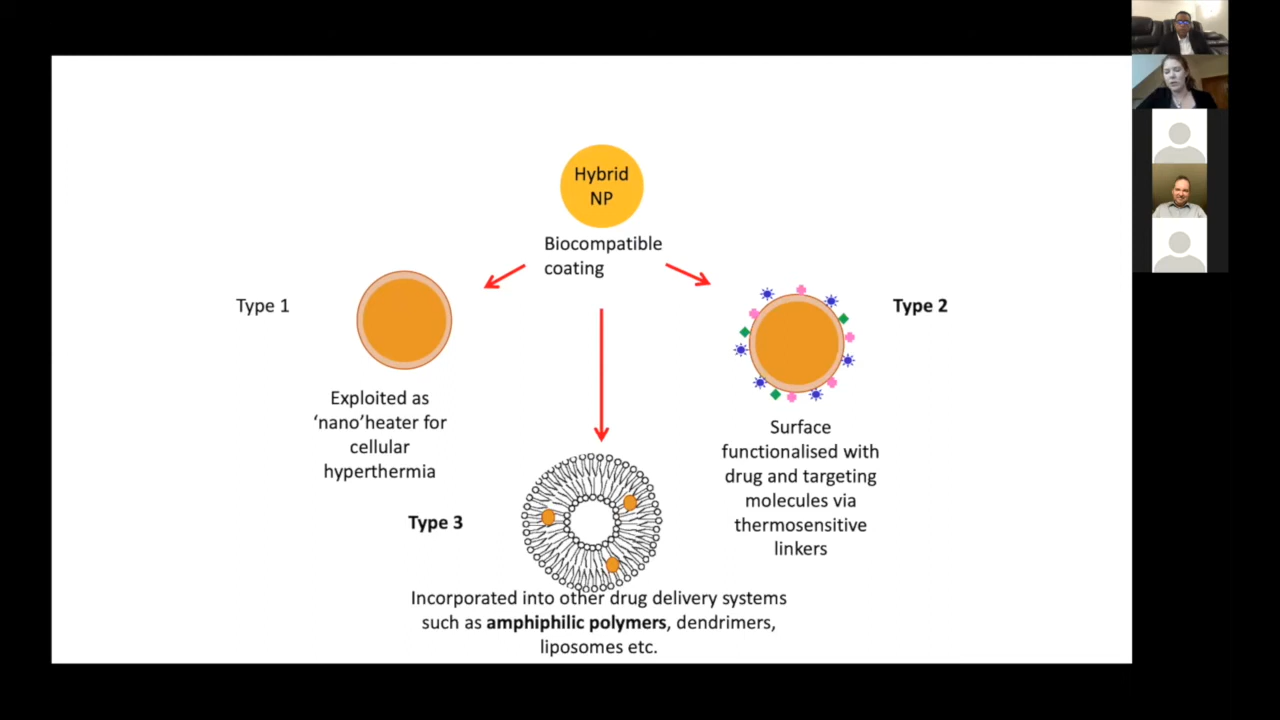 Hybrid
NP
Biocompatible
coating
Type 1
Type 2
Exploited as
‘nano’heater for
cellular
hyperthermia
Surface
functionalised with
drug and targeting
molecules via
thermosensitive
linkers
Type 3
Incorporated into other drug delivery systems
such as amphiphilic polymers, dendrimers,
liposomes etc.